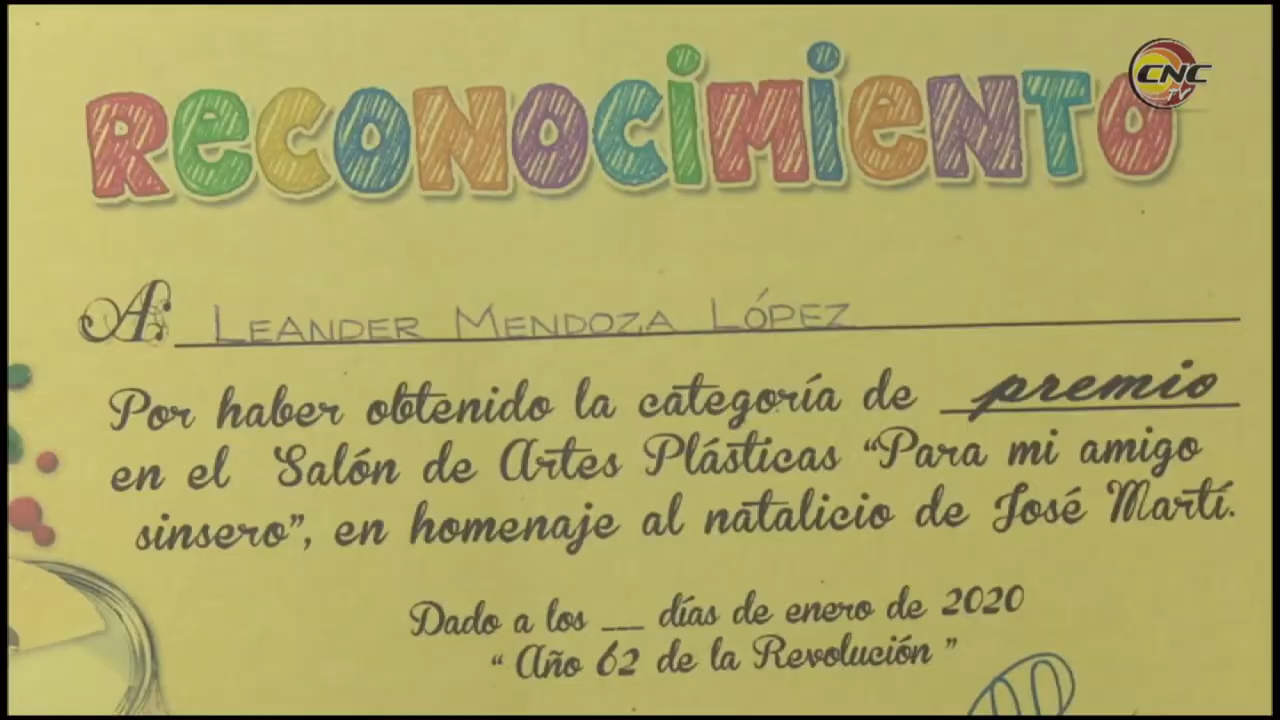 CNC
TV
ReCONOCiMieNTO
A: LEANDER MENDOZA LÓPEZ
Por haber obtenido la categoría de premio
en el Salón de Artes Plásticas “Para mi amigo
sinsero”, en homenaje al natalicio de José Martí.
Dado a los __ días de enero de 2020
“ Año 62 de la Revolución ”